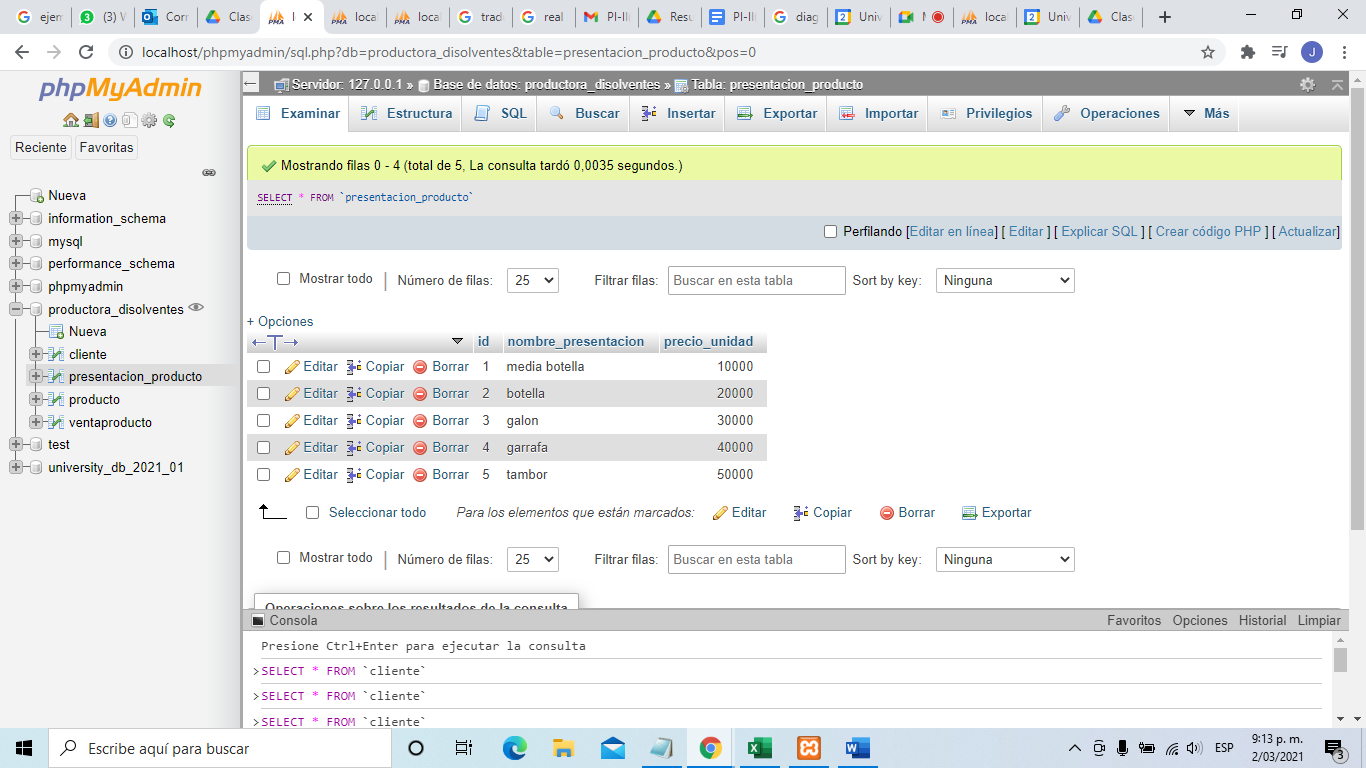 ejem (3) W Corr Clase l local local trad real PI-II Resu PI-II diag Univ M local Univ Clas
localhost/phpmyadmin/sql.php?db=productora_disolventes&table=presentacion_producto&pos=0 J
phpMyAdmin
Reciente Favoritas
Nueva
information_schema
mysql
performance_schema
phpmyadmin
productora_disolventes
Nueva
cliente
presentacion_producto
producto
ventaproducto
test
university_db_2021_01
Servidor: 127.0.0.1 » Base de datos: productora_disolventes » Tabla: presentacion_producto
Examinar Estructura SQL Buscar Insertar Exportar Importar Privilegios Operaciones Más
Mostrando filas 0 - 4 (total de 5, La consulta tardó 0,0035 segundos.)
SELECT * FROM `presentacion_producto`
Perfilando [Editar en línea] [ Editar ] [ Explicar SQL ] [ Crear código PHP ] [ Actualizar]
Mostrar todo | Número de filas: 25 Filtrar filas: Buscar en esta tabla Sort by key: Ninguna
+ Opciones
←T→ id nombre_presentacion precio_unidad
Editar Copiar Borrar 1 media botella 10000
Editar Copiar Borrar 2 botella 20000
Editar Copiar Borrar 3 galon 30000
Editar Copiar Borrar 4 garrafa 40000
Editar Copiar Borrar 5 tambor 50000
Seleccionar todo Para los elementos que están marcados: Editar Copiar Borrar Exportar
Mostrar todo | Número de filas: 25 Filtrar filas: Buscar en esta tabla Sort by key: Ninguna
Operaciones sobre los resultados de la consulta
Consola Favoritos Opciones Historial Limpiar
Presione Ctrl+Enter para ejecutar la consulta
>SELECT * FROM `cliente`
>SELECT * FROM `cliente`
>SELECT * FROM `cliente`
Escribe aquí para buscar ESP 9:13 p. m.
2/03/2021 3